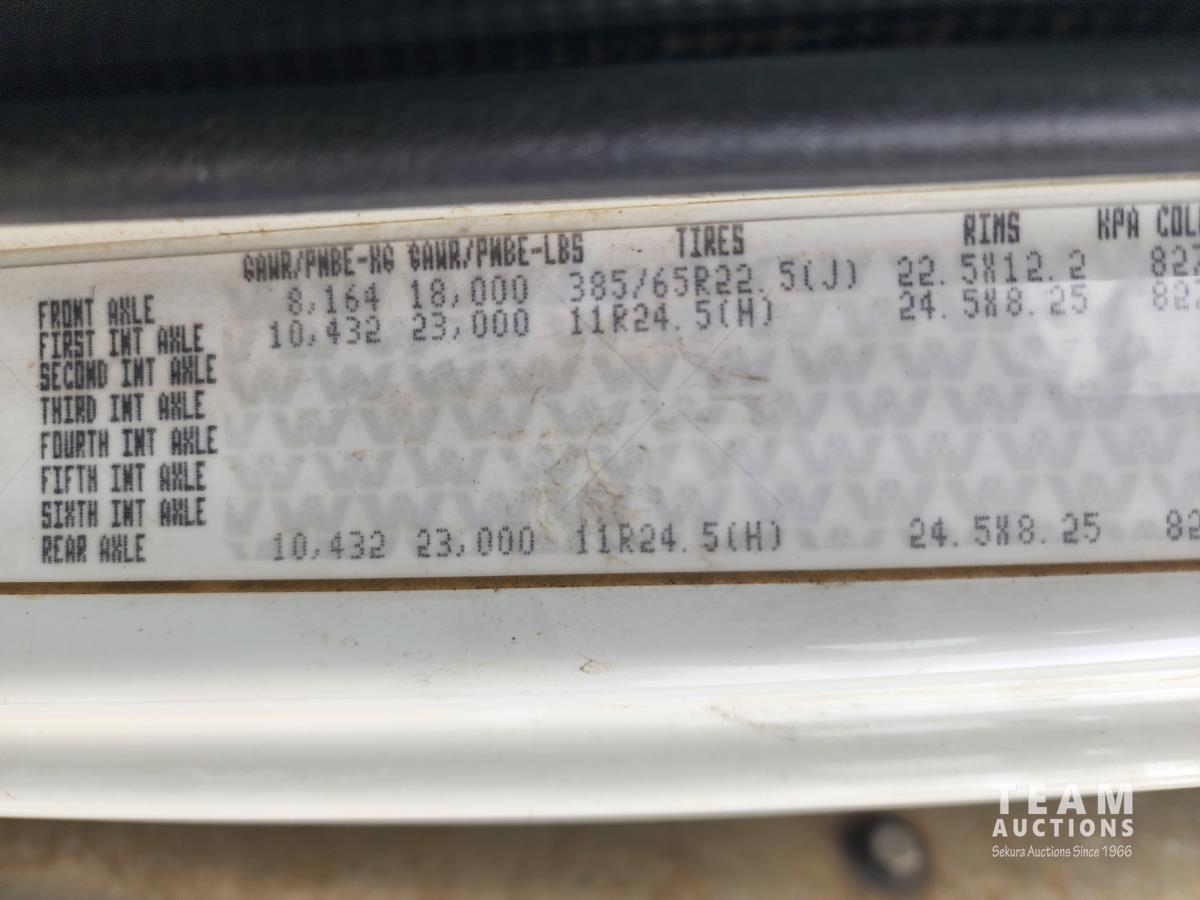 GAWR/PNBE-KG GAWR/PNBE-LBS TIRES RIMS KPA
FRONT AXLE 8,164 18,000 385/65R22.5(J) 22.5X12.2
FIRST INT AXLE 10,432 23,000 11R24.5(H) 24.5X8.25
SECOND INT AXLE
THIRD INT AXLE
FOURTH INT AXLE
FIFTH INT AXLE
SIXTH INT AXLE
REAR AXLE 10,432 23,000 11R24.5(H) 24.5X8.25
TEAM
AUCTIONS
Sekura Auctions Since 1966